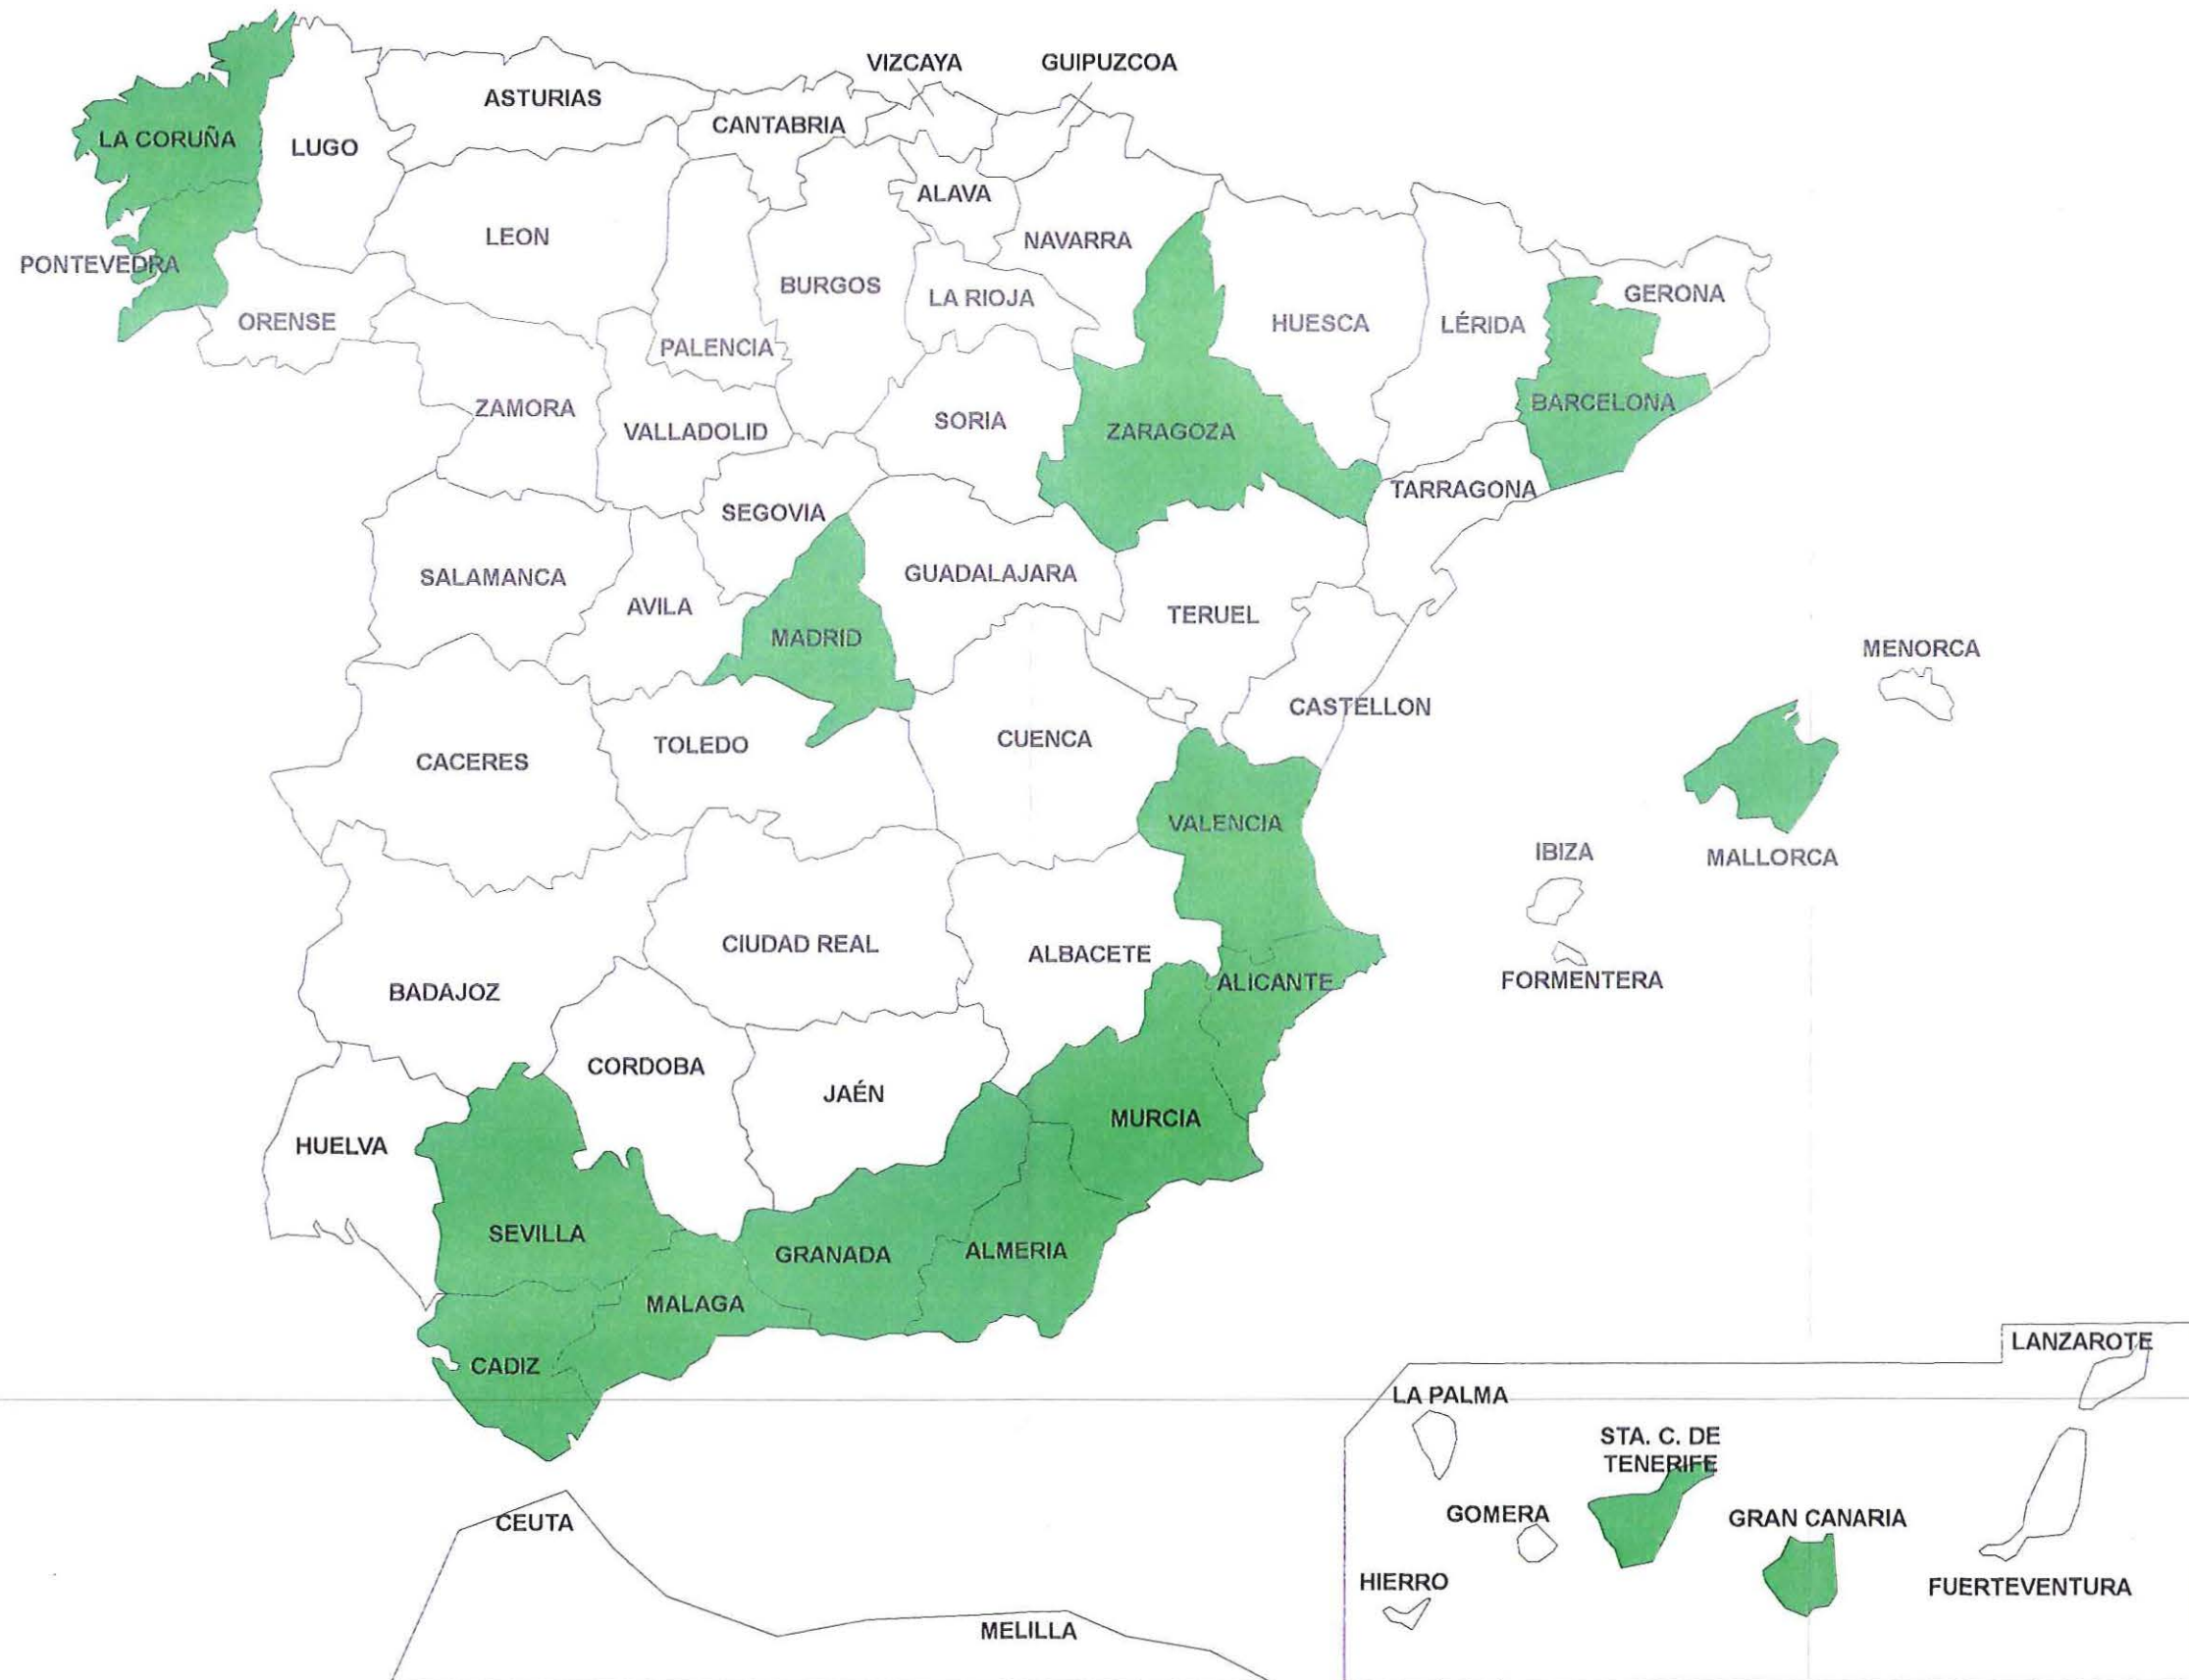 VIZCAYA
GUIPUZCOA
ASTURIAS
CANTABRIA
LA CORUÑA
LUGO
ALAVA
LEON
NAVARRA
PONTEVEDRA
BURGOS
LA RIOJA
GERONA
ORENSE
HUESCA
LÉRIDA
PALENCIA
ZAMORA
BARCELONA
VALLADOLID
SORIA
ZARAGOZA
TARRAGONA
SEGOVIA
SALAMANCA
GUADALAJARA
AVILA
TERUEL
MADRID
MENORCA
CASTELLON
TOLEDO
CUENCA
CACERES
VALENCIA
IBIZA
MALLORCA
CIUDAD REAL
ALBACETE
ALICANTE
FORMENTERA
BADAJOZ
CORDOBA
JAÉN
MURCIA
HUELVA
SEVILLA
GRANADA
ALMERIA
MALAGA
LANZAROTE
CADIZ
LA PALMA
STA. C. DE
TENERIFE
GOMERA
GRAN CANARIA
CEUTA
HIERRO
FUERTEVENTURA
MELILLA